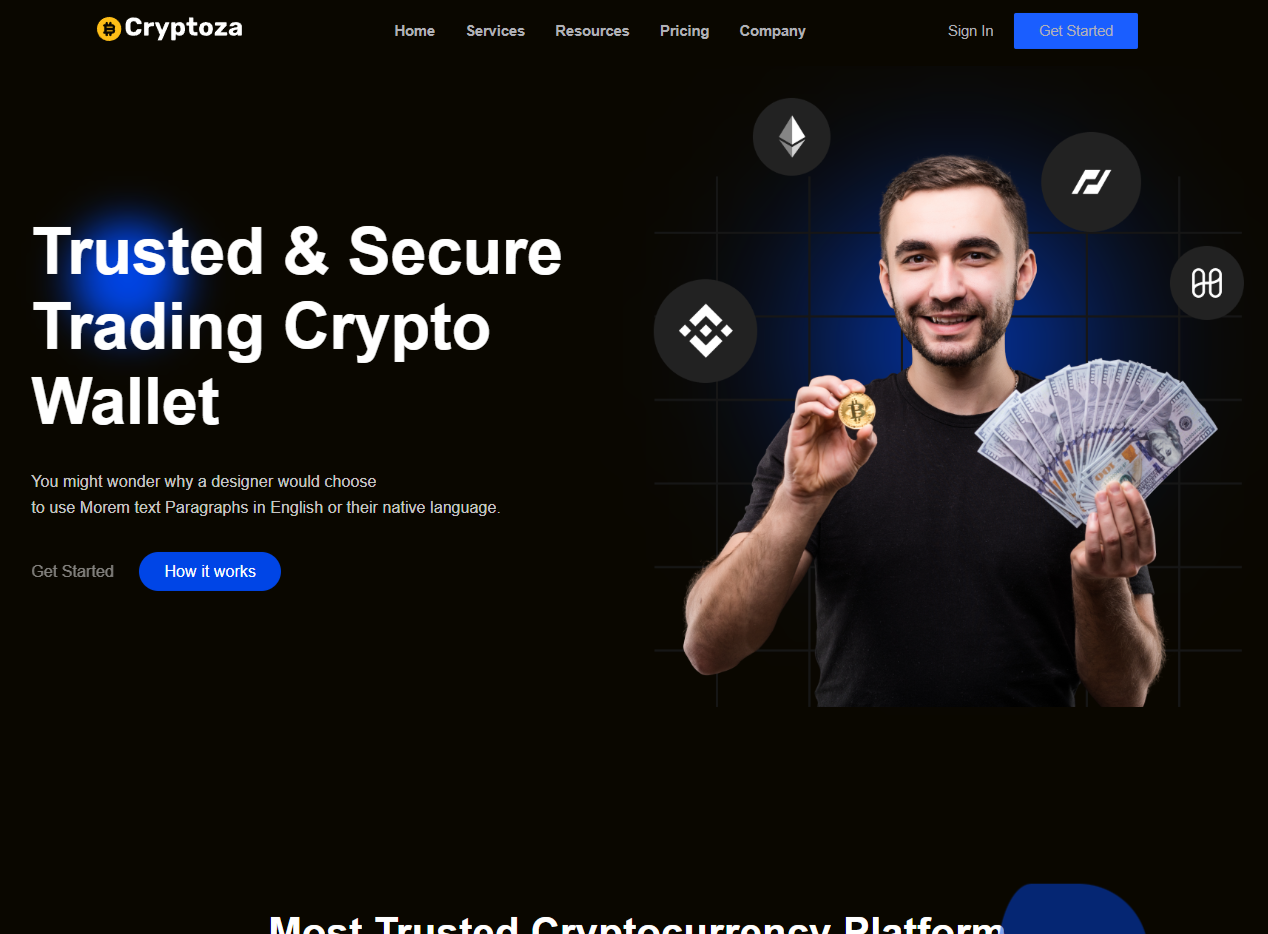 Cryptoza
Home Services Resources Pricing Company
Sign In Get Started
Trusted & Secure
Trading Crypto
Wallet
You might wonder why a designer would choose
to use Morem text Paragraphs in English or their native language.
Get Started How it works
Most Trusted Cryptocurrency Platform